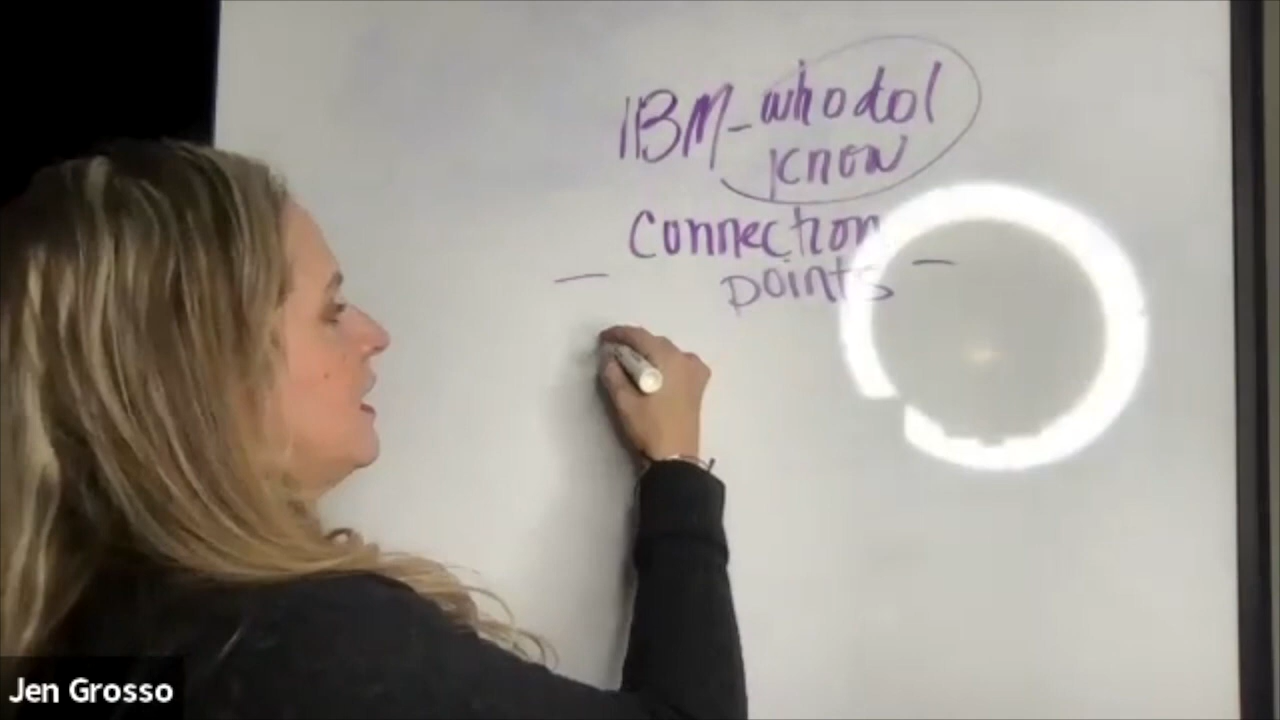 IBM - who do I
know
Connection
points
Jen Grosso